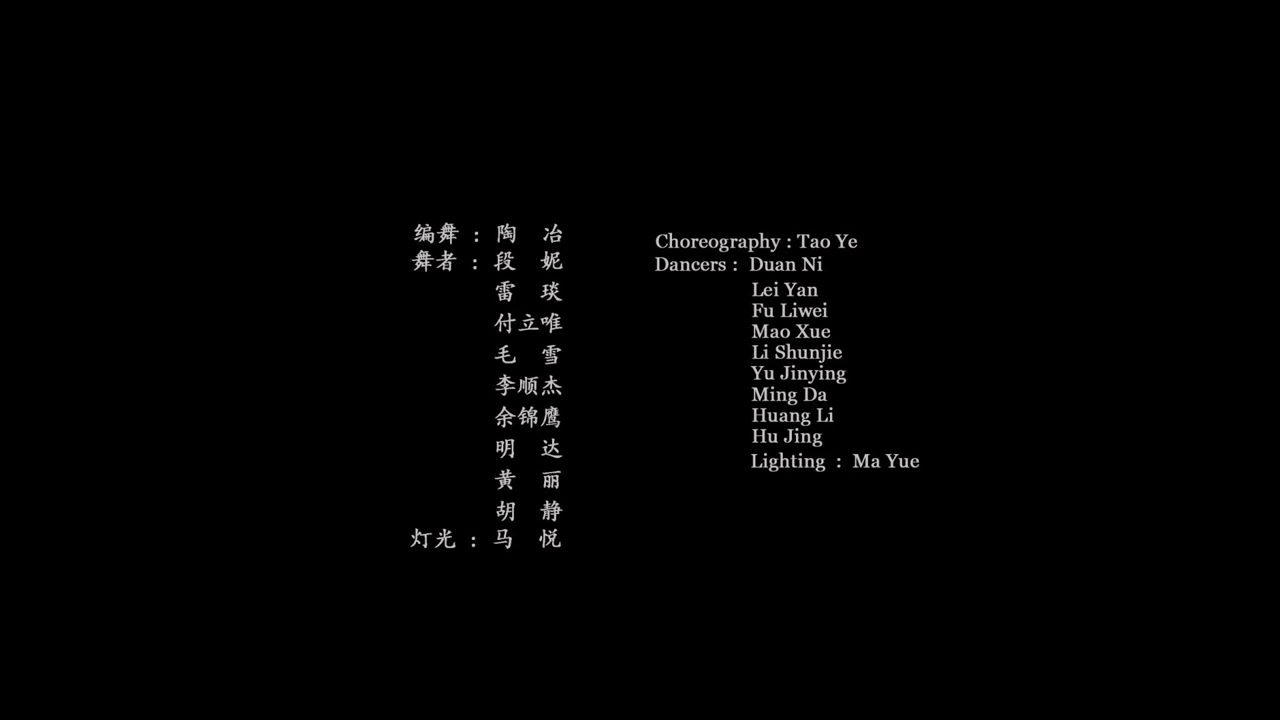 编舞 : 陶 冶
舞者 : 段 妮
雷 琰
付立唯
毛 雪
李顺杰
余锦鹰
明 达
黄 丽
胡 静
灯光 : 马 悦
Choreography : Tao Ye
Dancers : Duan Ni
Lei Yan
Fu Liwei
Mao Xue
Li Shunjie
Yu Jinying
Ming Da
Huang Li
Hu Jing
Lighting : Ma Yue